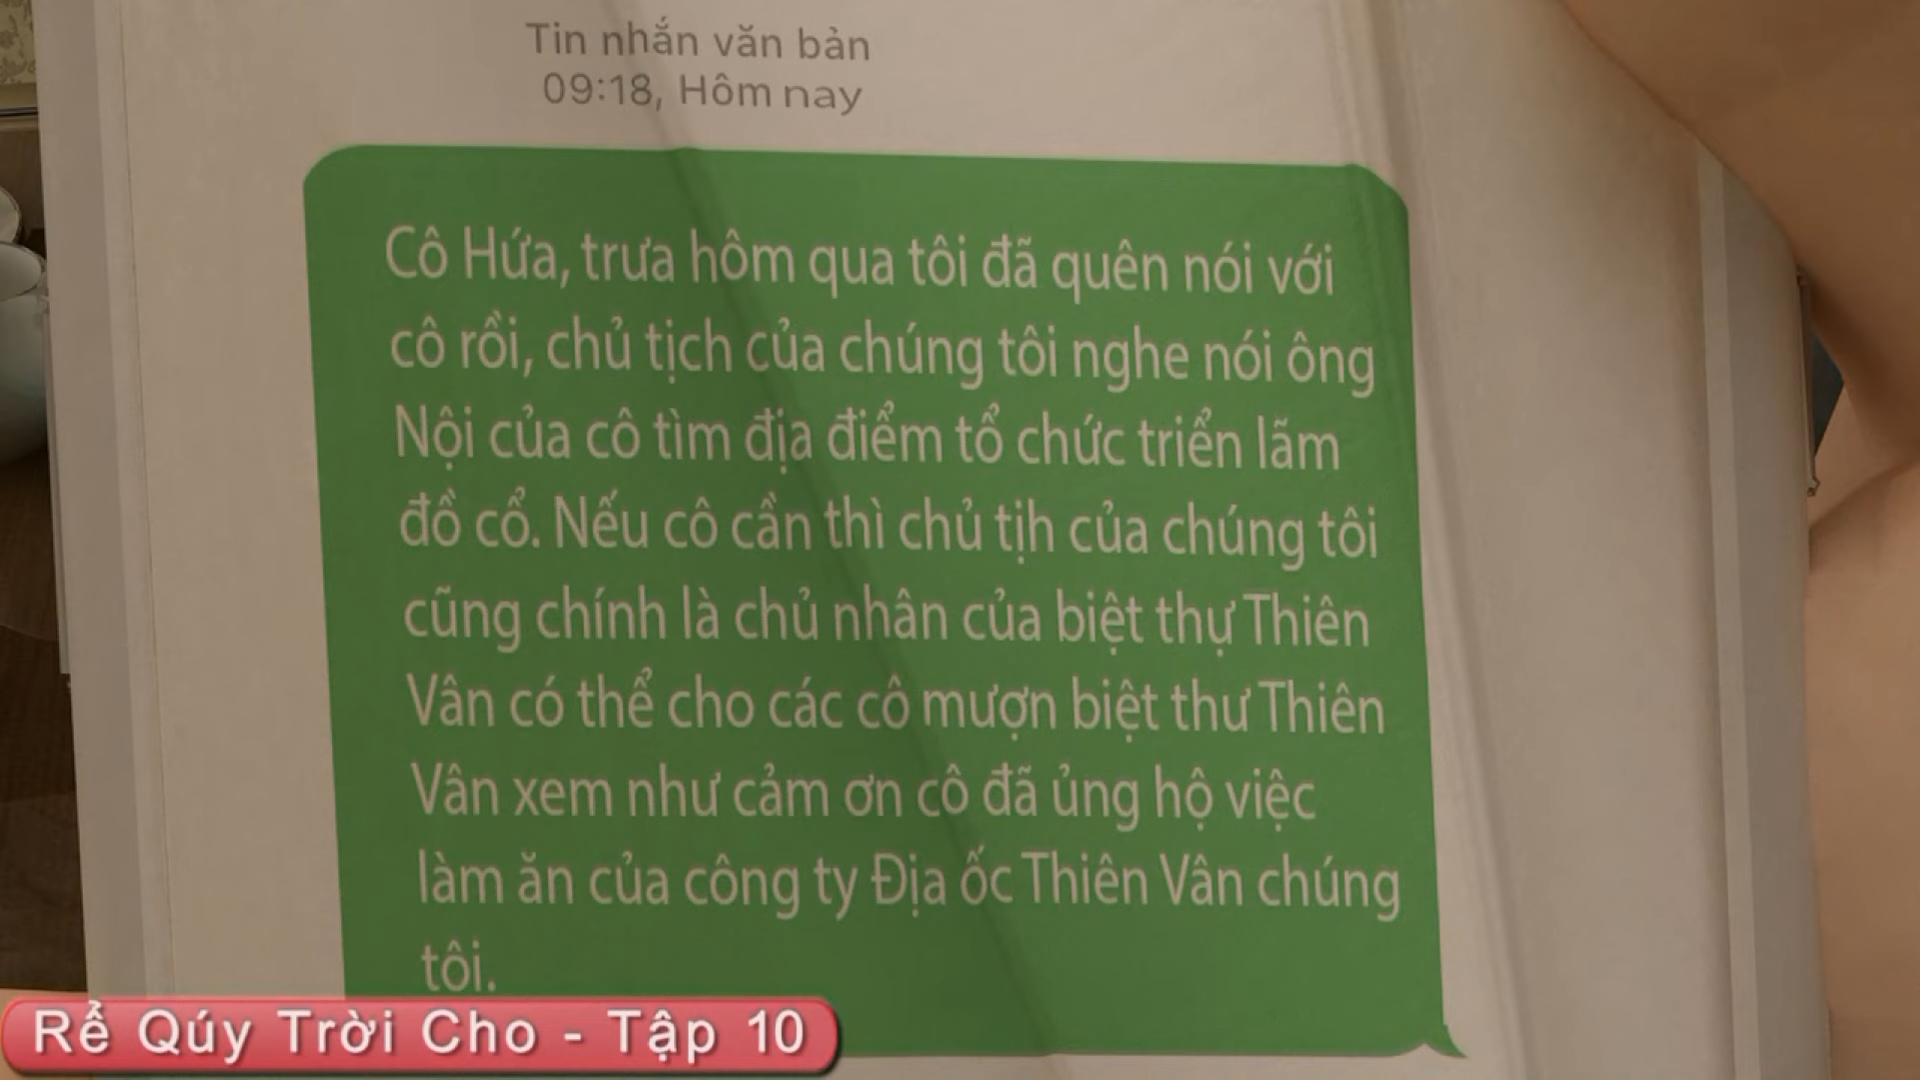 Tin nhắn văn bản
09:18, Hôm nay
Cô Hứa, trưa hôm qua tôi đã quên nói với
cô rồi, chủ tịch của chúng tôi nghe nói ông
Nội của cô tìm địa điểm tổ chức triển lãm
đồ cổ. Nếu cô cần thì chủ tịh của chúng tôi
cũng chính là chủ nhân của biệt thự Thiên
Vân có thể cho các cô mượn biệt thư Thiên
Vân xem như cảm ơn cô đã ủng hộ việc
làm ăn của công ty Địa ốc Thiên Vân chúng
tôi.
Rể Qúy Trời Cho - Tập 10